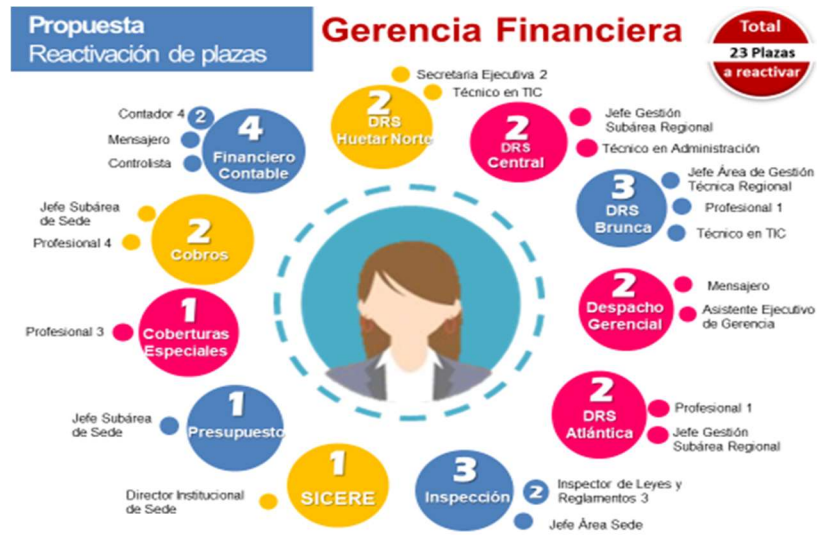 Propuesta
Reactivación de plazas
Gerencia Financiera
Total
23 Plazas
a reactivar
2
DRS
Huetar Norte
Secretaria Ejecutiva 2
Técnico en TIC
2
DRS
Central
Jefe Gestión
Subárea Regional
Técnico en Administración
3
DRS
Brunca
Jefe Área de Gestión
Técnica Regional
Profesional 1
Técnico en TIC
2
Despacho
Gerencial
Mensajero
Asistente Ejecutivo
de Gerencia
2
DRS
Atlántica
Profesional 1
Jefe Gestión
Subárea Regional
3
Inspección
2
Inspector de Leyes y
Reglamentos 3
Jefe Área Sede
1
SICERE
Director Institucional
de Sede
1
Presupuesto
Jefe Subárea
de Sede
1
Coberturas
Especiales
Profesional 3
2
Cobros
Jefe Subárea
de Sede
Profesional 4
4
Financiero
Contable
Contador 4
2
Mensajero
Controlista